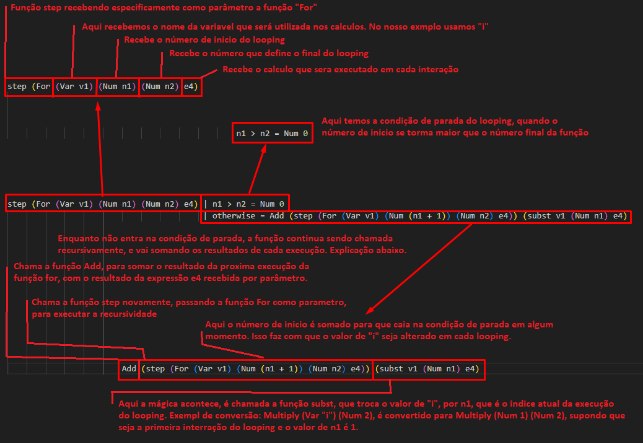 Função step recebendo especificamente como parâmetro a função "For"
Aqui recebemos o nome da variavel que será utilizada nos calculos. No nosso exmplo usamos "i"
Recebe o número de inicio do looping
Recebe o número que define o final do looping
Recebe o calculo que sera executado em cada interação
step (For (Var v1) (Num n1) (Num n2) e4)
Aqui temos a condição de parada do looping, quando o
número de inicio se torma maior que o número final da função
n1 > n2 = Num 0
step (For (Var v1) (Num n1) (Num n2) e4) | n1 > n2 = Num 0
| otherwise = Add (step (For (Var v1) (Num (n1 + 1)) (Num n2) e4)) (subst v1 (Num n1) e4)
Enquanto não entra na condição de parada, a função continua sendo chamada
recursivamente, e vai somando os resultados de cada execução. Explicação abaixo.
Chama a função Add, para somar o resultado da proxima execução da
função for, com o resultado da expressão e4 recebida por parâmetro.
Chama a função step novamente, passando a função For como parametro,
para executar a recursividade
Aqui o número de inicio é somado para que caia na condição de parada em algum
momento. Isso faz com que o valor de "i" seja alterado em cada looping.
Add (step (For (Var v1) (Num (n1 + 1)) (Num n2) e4)) (subst v1 (Num n1) e4)
Aqui a mágica acontece, é chamada a função subst, que troca o valor de "i", por n1, que é o indice atual da execução
do looping. Exempl de conversão: Multiply (Var "i") (Num 2), é convertido para Multiply (Num 1) (Num 2), supondo que
seja a primeira interração do looping e o valor de n1 é 1.